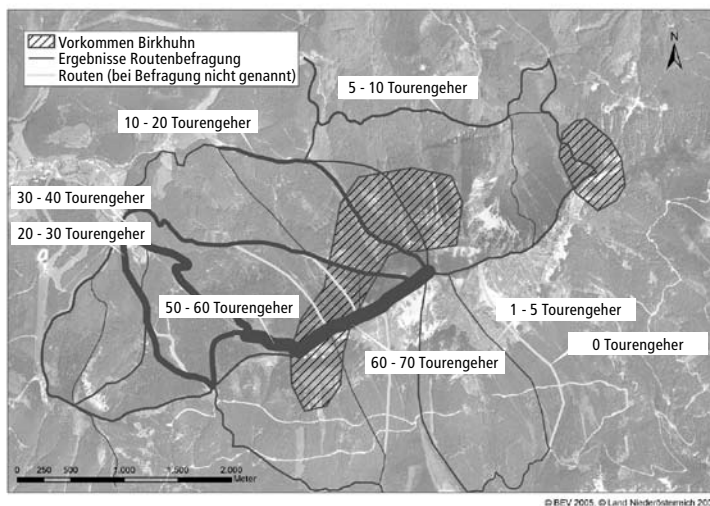 Vorkommen Birkhuhn
Ergebnisse Routenbefragung
Routen (bei Befragung nicht genannt)
N
5 - 10 Tourengeher
10 - 20 Tourengeher
30 - 40 Tourengeher
20 - 30 Tourengeher
50 - 60 Tourengeher
1 - 5 Tourengeher
0 Tourengeher
60 - 70 Tourengeher
0 250 500 1.000 1.500 2.000
Meter
© BEV 2005, © Land Niederösterreich